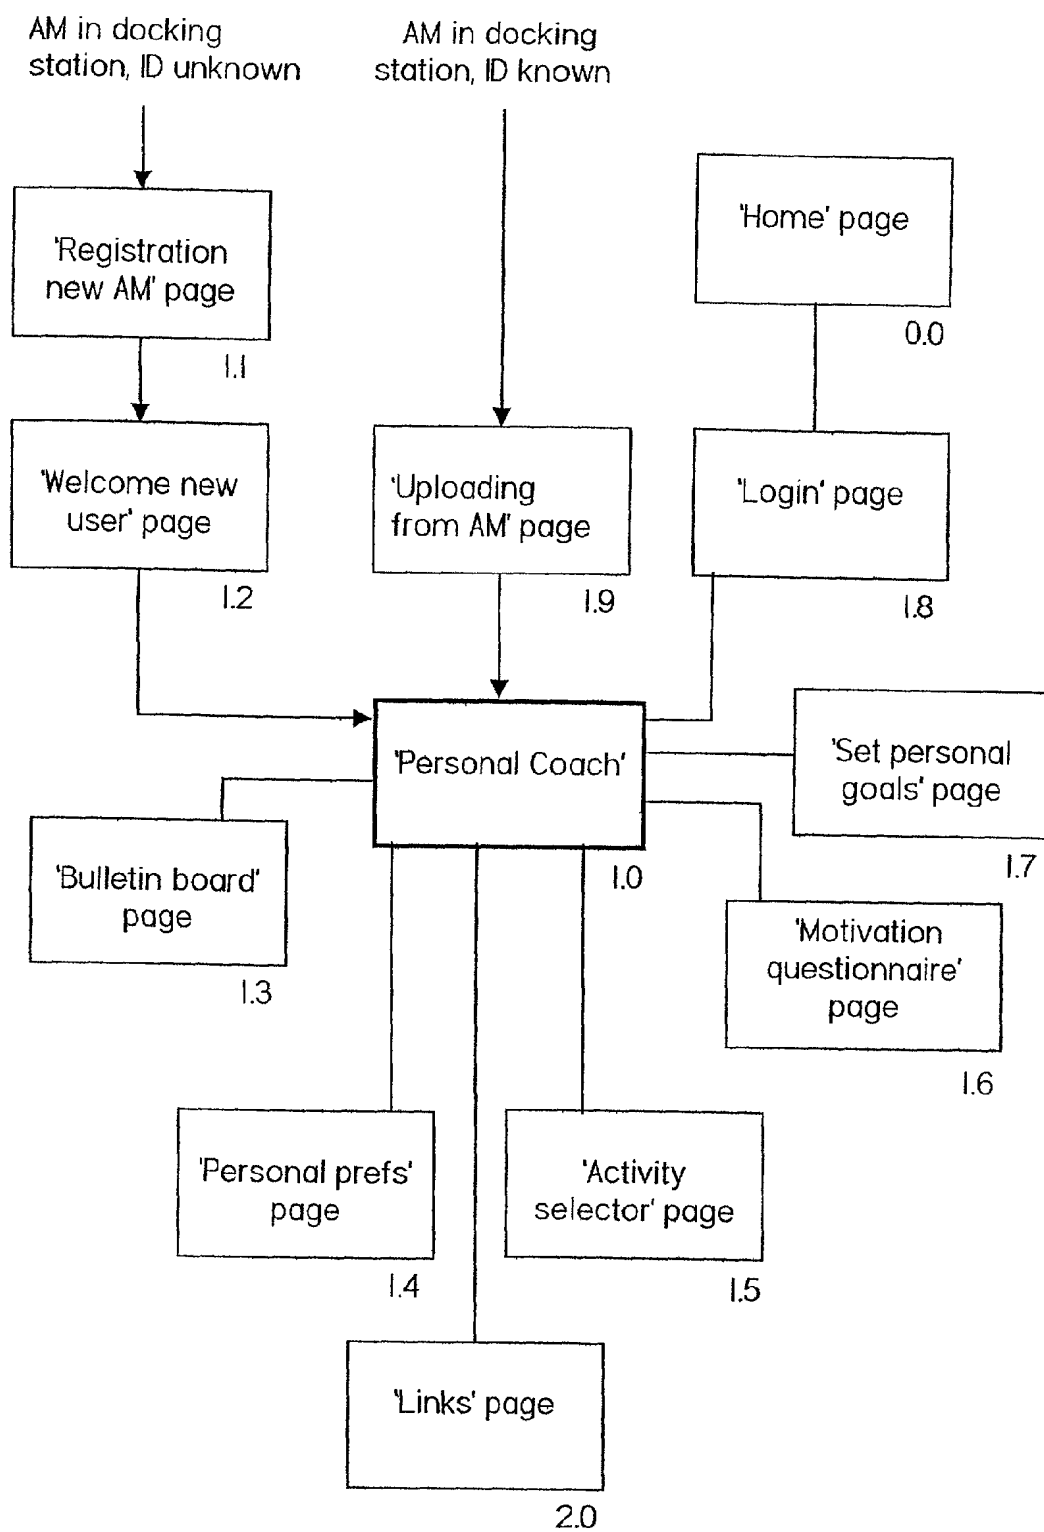 AM in docking
station, ID unknown
AM in docking
station, ID known
'Home' page
0.0
'Registration
new AM' page
1.1
'Welcome new
user' page
1.2
'Uploading
from AM' page
1.9
'Login' page
1.8
'Personal Coach'
1.0
'Set personal
goals' page
1.7
'Bulletin board'
page
1.3
'Motivation
questionnaire'
page
1.6
'Personal prefs'
page
1.4
'Activity
selector' page
1.5
'Links' page
2.0